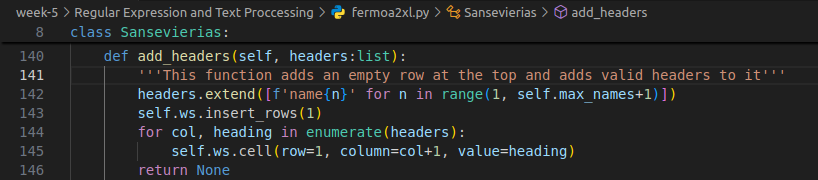 week-5 > Regular Expression and Text Proccessing > fermoa2xl.py > Sansevierias > add_headers
8 class Sansevierias:
140 def add_headers(self, headers:list):
141 '''This function adds an empty row at the top and adds valid headers to it'''
142 headers.extend([f'name{n}' for n in range(1, self.max_names+1)])
143 self.ws.insert_rows(1)
144 for col, heading in enumerate(headers):
145 self.ws.cell(row=1, column=col+1, value=heading)
146 return None